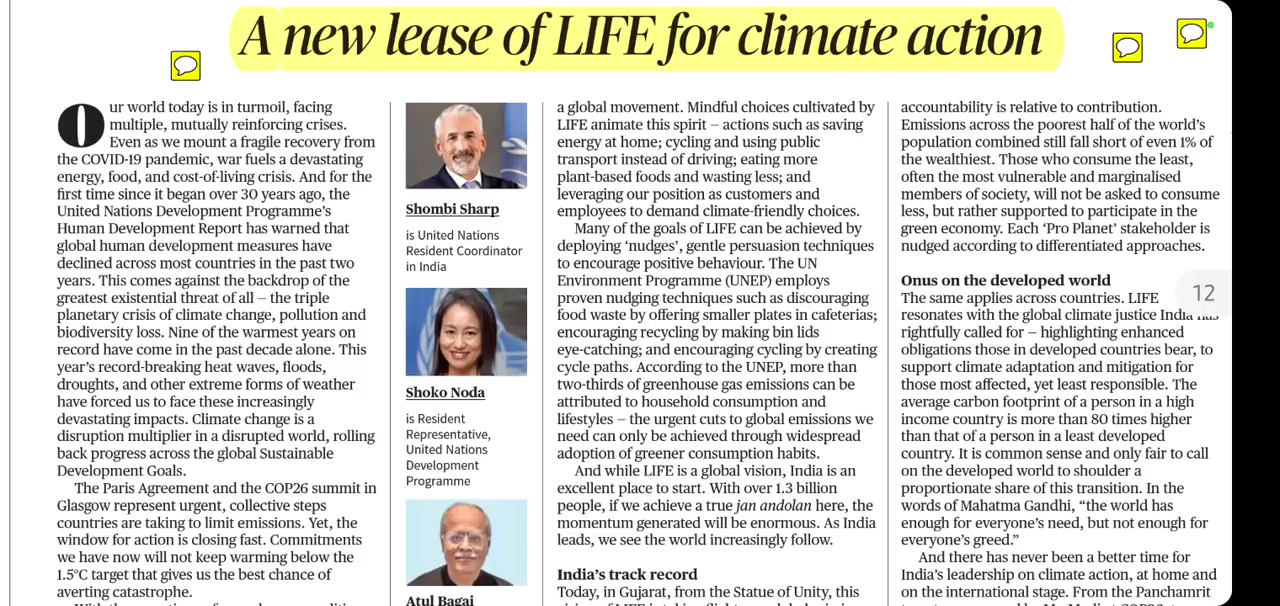 A new lease of LIFE for climate action
Our world today is in turmoil, facing
multiple, mutually reinforcing crises.
Even as we mount a fragile recovery from
the COVID-19 pandemic, war fuels a devastating
energy, food, and cost-of-living crisis. And for the
first time since it began over 30 years ago, the
United Nations Development Programme's
Human Development Report has warned that
global human development measures have
declined across most countries in the past two
years. This comes against the backdrop of the
greatest existential threat of all – the triple
planetary crisis of climate change, pollution and
biodiversity loss. Nine of the warmest years on
record have come in the past decade alone. This
year's record-breaking heat waves, floods,
droughts, and other extreme forms of weather
have forced us to face these increasingly
devastating impacts. Climate change is a
disruption multiplier in a disrupted world, rolling
back progress across the global Sustainable
Development Goals.
The Paris Agreement and the COP26 summit in
Glasgow represent urgent, collective steps
countries are taking to limit emissions. Yet, the
window for action is closing fast. Commitments
we have now will not keep warming below the
1.5°C target that gives us the best chance of
averting catastrophe.
Shombi Sharp
is United Nations
Resident Coordinator
in India
Shoko Noda
is Resident
Representative,
United Nations
Development
Programme
Atul Bagai
a global movement. Mindful choices cultivated by
LIFE animate this spirit – actions such as saving
energy at home; cycling and using public
transport instead of driving; eating more
plant-based foods and wasting less; and
leveraging our position as customers and
employees to demand climate-friendly choices.
Many of the goals of LIFE can be achieved by
deploying 'nudges', gentle persuasion techniques
to encourage positive behaviour. The UN
Environment Programme (UNEP) employs
proven nudging techniques such as discouraging
food waste by offering smaller plates in cafeterias;
encouraging recycling by making bin lids
eye-catching; and encouraging cycling by creating
cycle paths. According to the UNEP, more than
two-thirds of greenhouse gas emissions can be
attributed to household consumption and
lifestyles – the urgent cuts to global emissions we
need can only be achieved through widespread
adoption of greener consumption habits.
And while LIFE is a global vision, India is an
excellent place to start. With over 1.3 billion
people, if we achieve a true jan andolan here, the
momentum generated will be enormous. As India
leads, we see the world increasingly follow.
India's track record
Today, in Gujarat, from the Statue of Unity, this
accountability is relative to contribution.
Emissions across the poorest half of the world's
population combined still fall short of even 1% of
the wealthiest. Those who consume the least,
often the most vulnerable and marginalised
members of society, will not be asked to consume
less, but rather supported to participate in the
green economy. Each 'Pro Planet' stakeholder is
nudged according to differentiated approaches.
Onus on the developed world
The same applies across countries. LIFE
resonates with the global climate justice India has
rightfully called for – highlighting enhanced
obligations those in developed countries bear, to
support climate adaptation and mitigation for
those most affected, yet least responsible. The
average carbon footprint of a person in a high
income country is more than 80 times higher
than that of a person in a least developed
country. It is common sense and only fair to call
on the developed world to shoulder a
proportionate share of this transition. In the
words of Mahatma Gandhi, "the world has
enough for everyone's need, but not enough for
everyone's greed."
And there has never been a better time for
India's leadership on climate action, at home and
on the international stage. From the Panchamrit
12